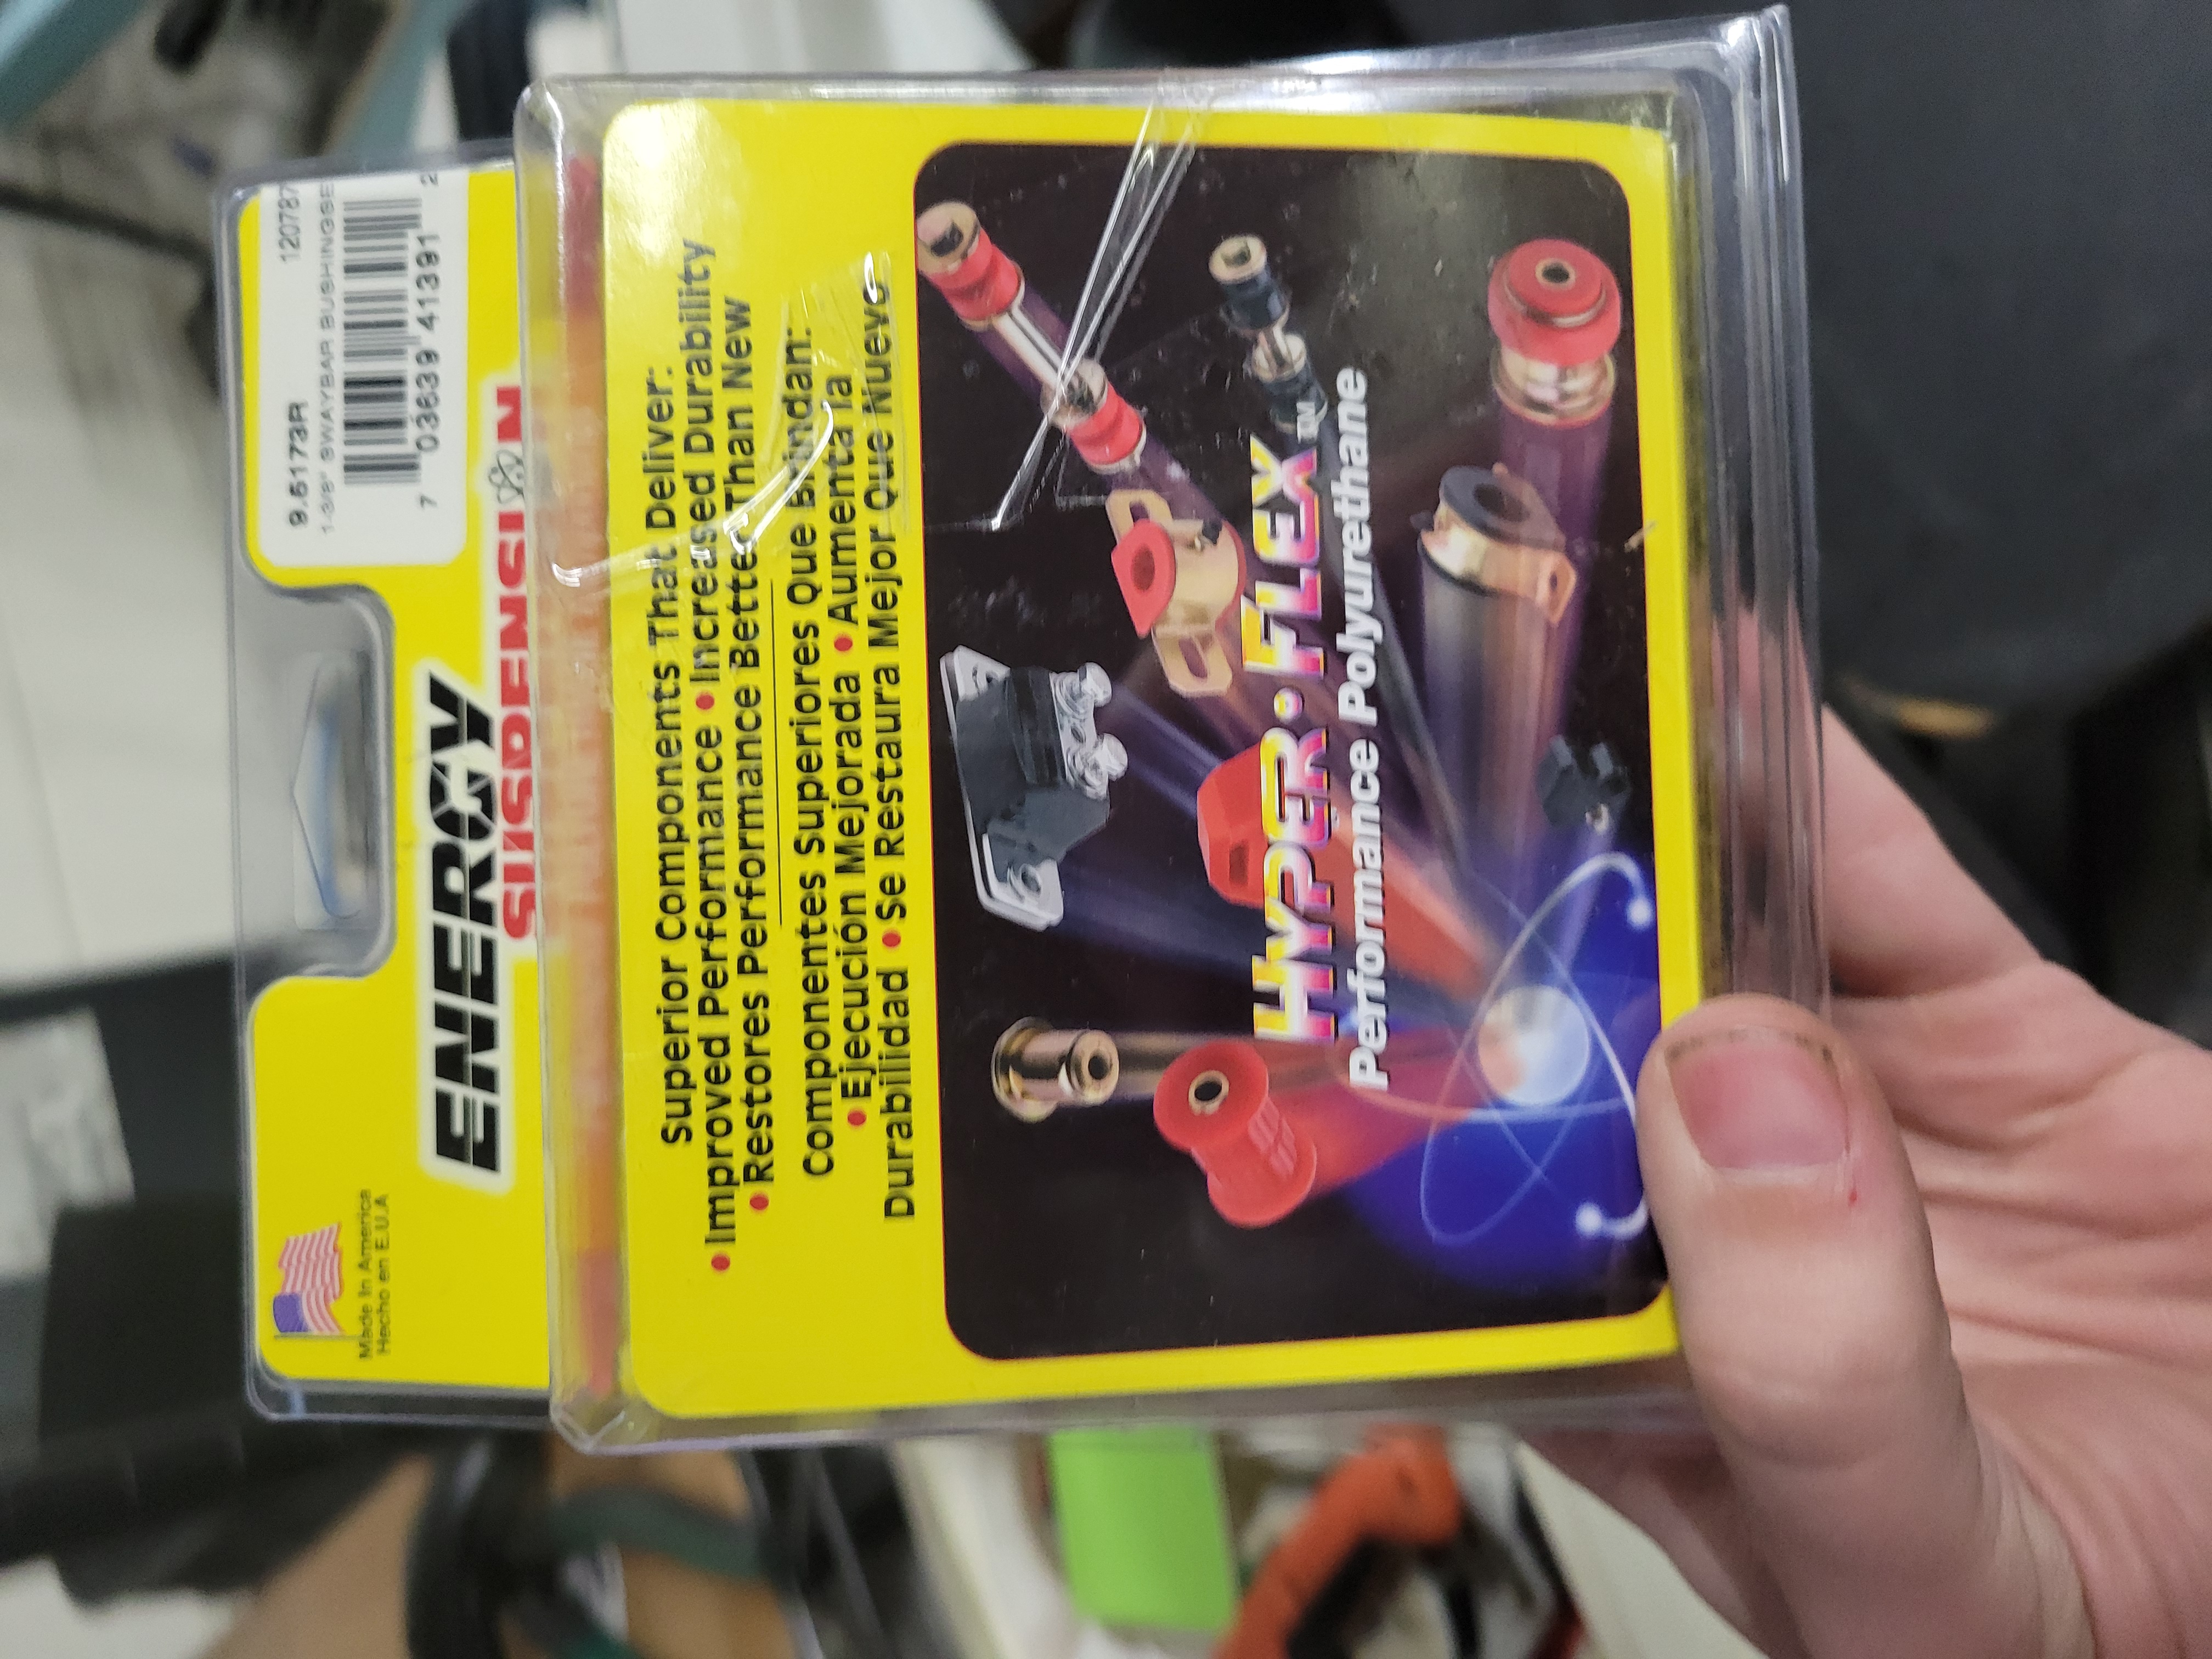 9.5173R 120787
1-3/8" SWAYBAR BUSHINGSE
7 03639 41391 2
ENERGY
SUSPENSION
Made In America
Hecho en E.U.A
Superior Components That Deliver:
• Improved Performance • Increased Durability
• Restores Performance Better Than New
Componentes Superiores Que Brindan:
• Ejecución Mejorada • Aumenta la
Durabilidad • Se Restaura Mejor Que Nuevo
HYPER•FLEX™
Performance Polyurethane